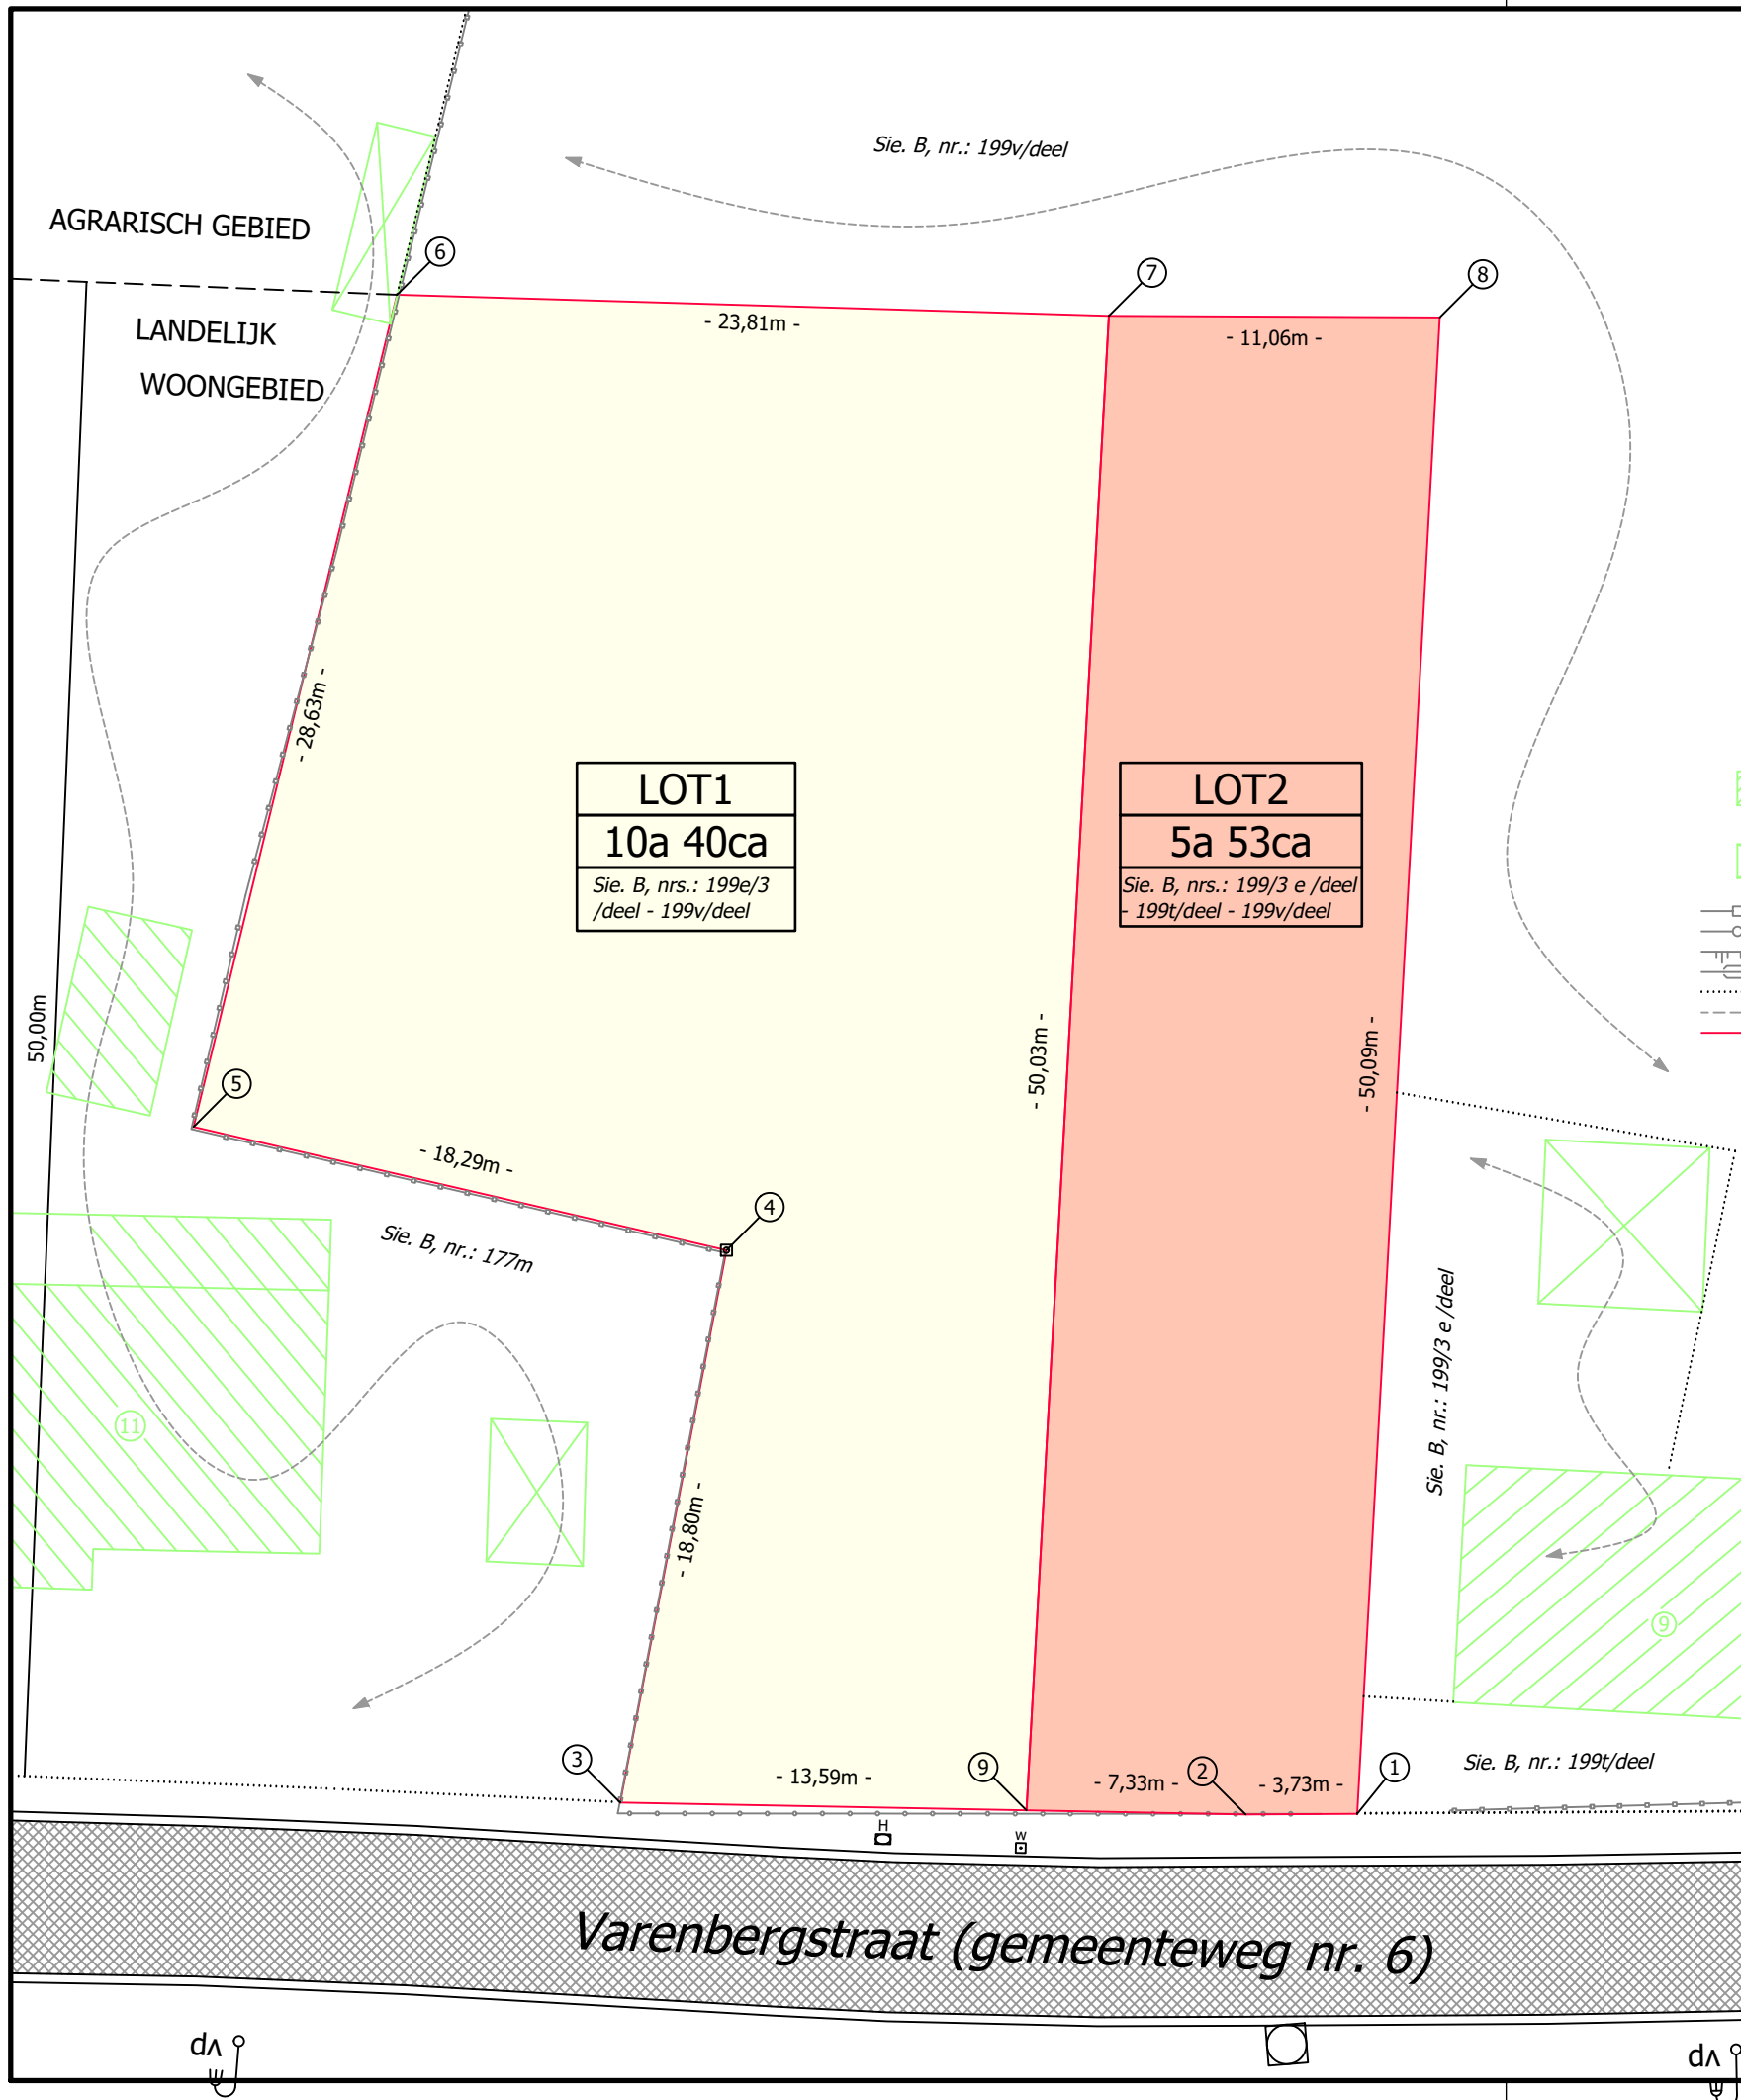 Sie. B, nr.: 199v/deel
AGRARISCH GEBIED
6
7
8
LANDELIJK
WOONGEBIED
- 23,81m -
- 11,06m -
- 28,63m -
LOT1
10a 40ca
Sie. B, nrs.: 199e/3
/deel - 199v/deel
LOT2
5a 53ca
Sie. B, nrs.: 199/3 e /deel
- 199t/deel - 199v/deel
50,00m
- 50,03m -
- 50,09m -
5
- 18,29m -
4
Sie. B, nr.: 177m
Sie. B, nr.: 199/3 e /deel
11
- 18,80m -
9
3
- 13,59m -
9
- 7,33m -
2
- 3,73m -
1
Sie. B, nr.: 199t/deel
H
W
Varenbergstraat (gemeenteweg nr. 6)
vp
vp